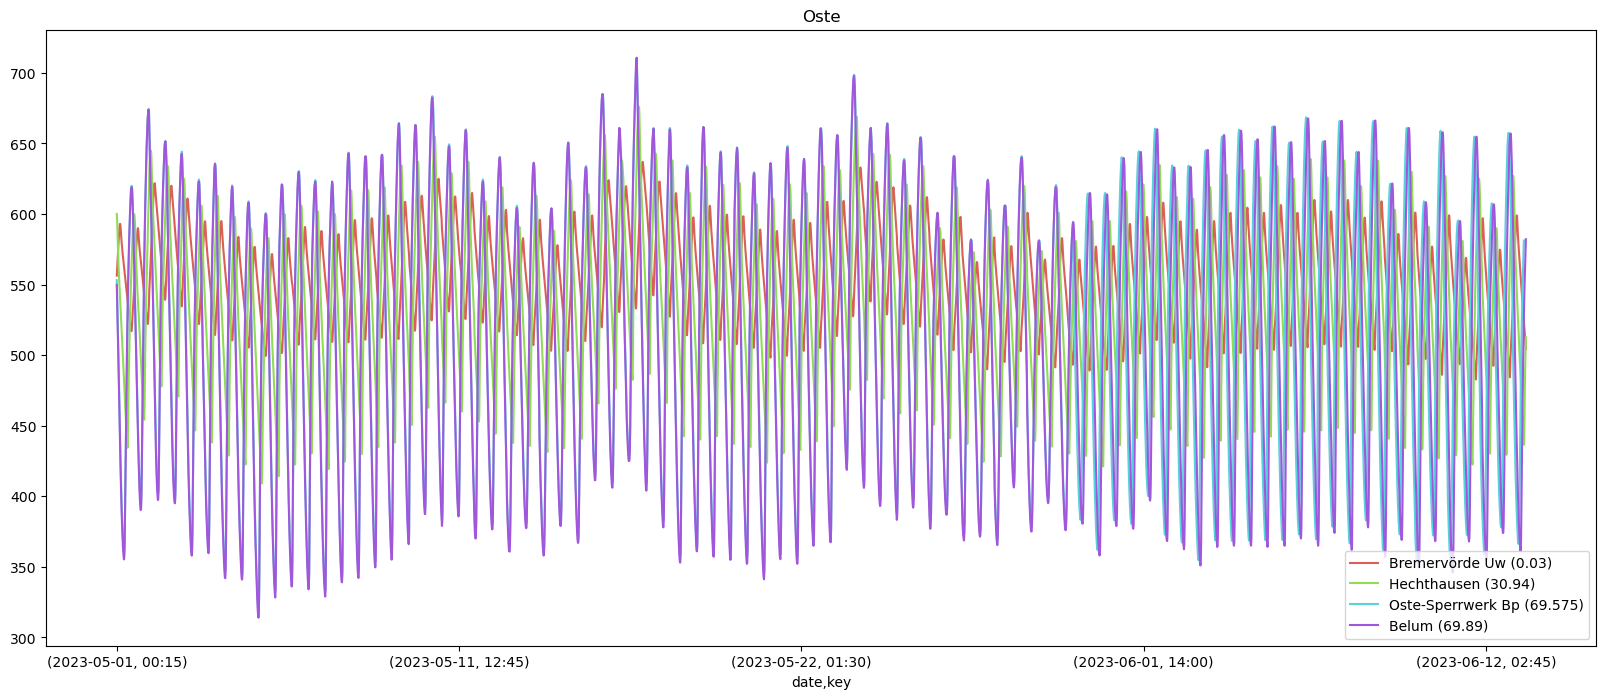 Oste
700
650
600
550
500
450
400
350
300
(2023-05-01, 00:15)
(2023-05-11, 12:45)
(2023-05-22, 01:30)
(2023-06-01, 14:00)
(2023-06-12, 02:45)
date,key
Bremervörde Uw (0.03)
Hechthausen (30.94)
Oste-Sperrwerk Bp (69.575)
Belum (69.89)